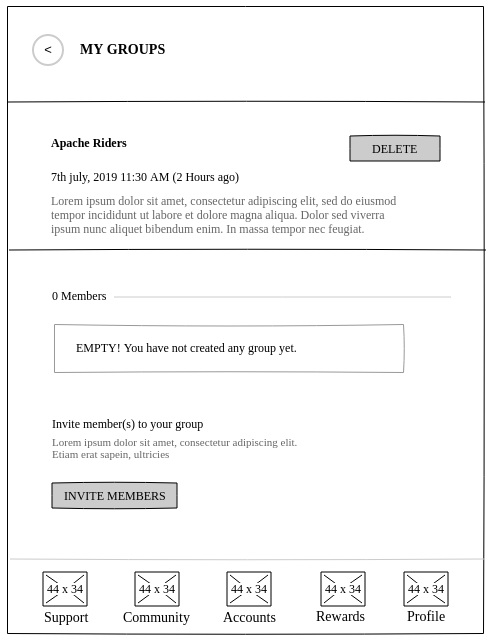 < MY GROUPS
Apache Riders
DELETE
7th july, 2019 11:30 AM (2 Hours ago)
Lorem ipsum dolor sit amet, consectetur adipiscing elit, sed do eiusmod
tempor incididunt ut labore et dolore magna aliqua. Dolor sed viverra
ipsum nunc aliquet bibendum enim. In massa tempor nec feugiat.
0 Members
EMPTY! You have not created any group yet.
Invite member(s) to your group
Lorem ipsum dolor sit amet, consectetur adipiscing elit.
Etiam erat sapein, ultricies
INVITE MEMBERS
44 x 34 44 x 34 44 x 34 44 x 34 44 x 34
Support Community Accounts Rewards Profile